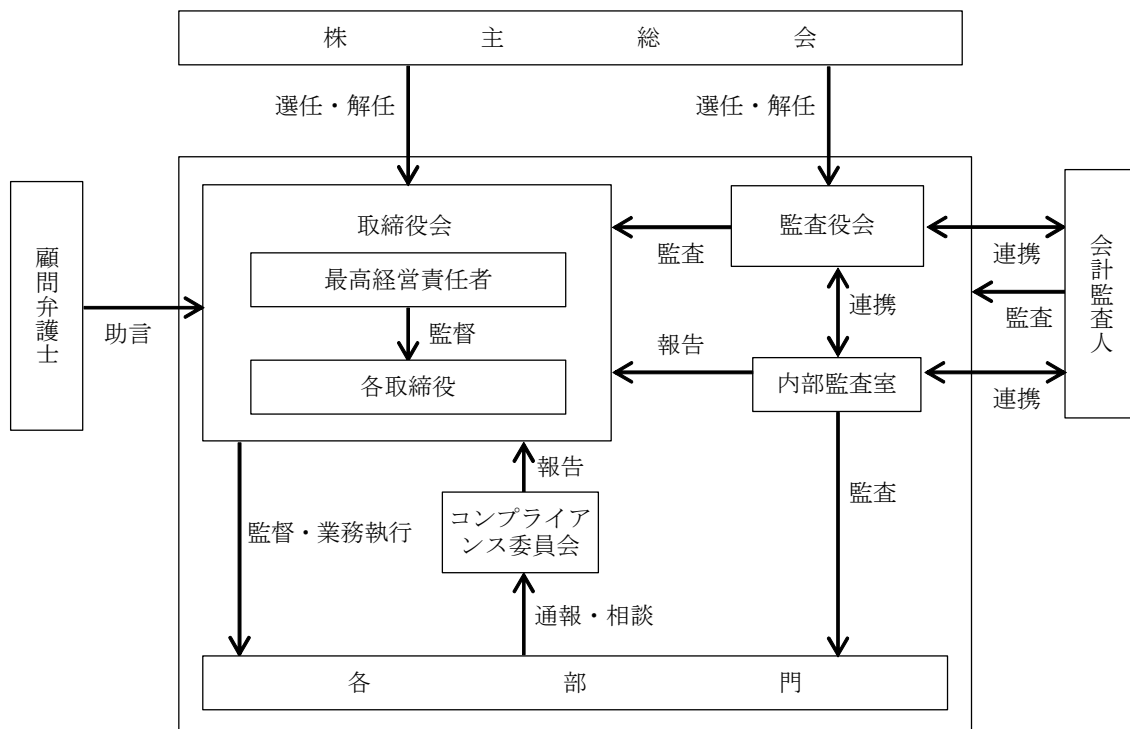 株主総会
選任・解任
選任・解任
顧問弁護士
助言
取締役会
最高経営責任者
監督
各取締役
監査
監査役会
連携
会計監査人
連携
監査
報告
内部監査室
連携
報告
監査
監督・業務執行
コンプライア
ンス委員会
通報・相談
各部門